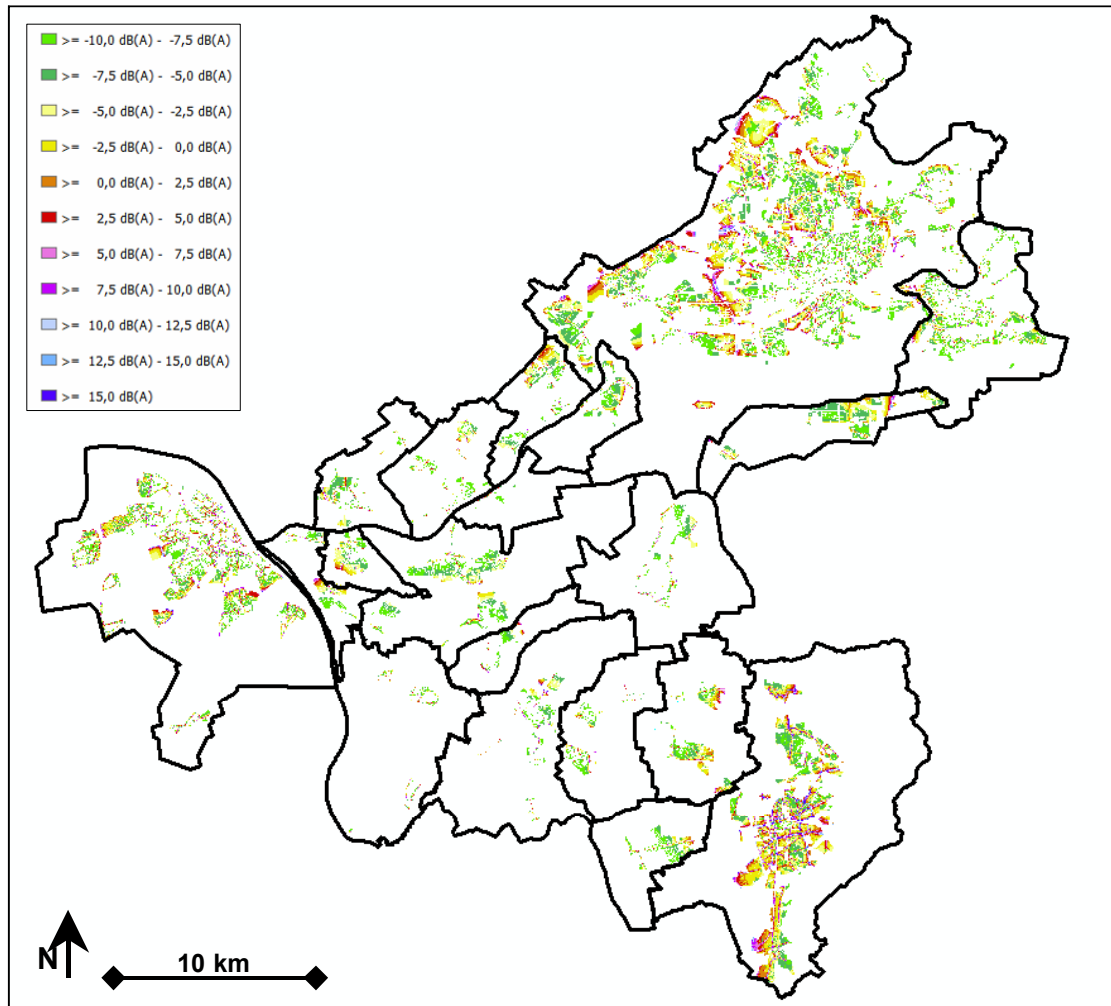 >= -10,0 dB(A) - -7,5 dB(A)
>= -7,5 dB(A) - -5,0 dB(A)
>= -5,0 dB(A) - -2,5 dB(A)
>= -2,5 dB(A) - 0,0 dB(A)
>= 0,0 dB(A) - 2,5 dB(A)
>= 2,5 dB(A) - 5,0 dB(A)
>= 5,0 dB(A) - 7,5 dB(A)
>= 7,5 dB(A) - 10,0 dB(A)
>= 10,0 dB(A) - 12,5 dB(A)
>= 12,5 dB(A) - 15,0 dB(A)
>= 15,0 dB(A)
N
10 km